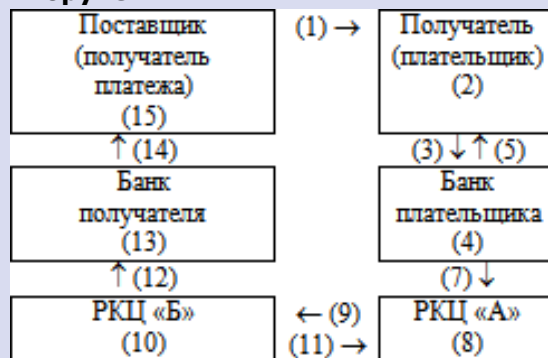 Поставщик (1) → Получатель
(получатель (плательщик)
платежа) (2)
(15)
↑ (14) (3) ↓ ↑ (5)
Банк Банк
получателя плательщика
(13) (4)
↑ (12) (7) ↓
РКЦ «Б» ← (9) РКЦ «А»
(10) (11) → (8)